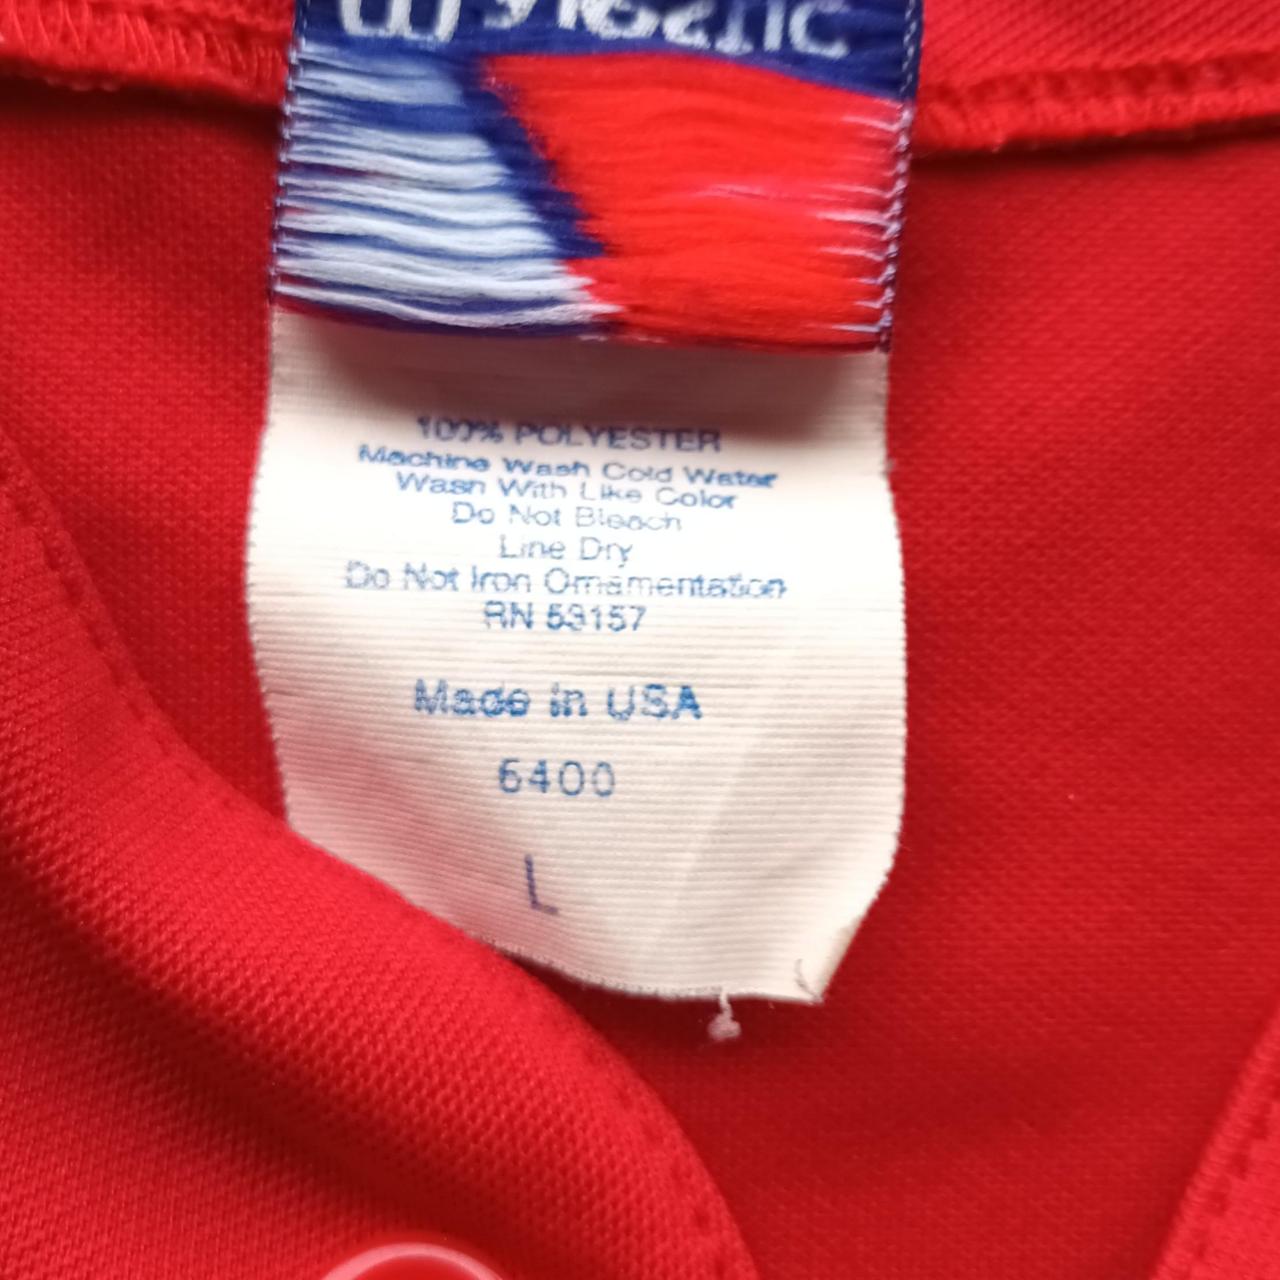 100% POLYESTER
Machine Wash Cold Water
Wash With Like Color
Do Not Bleach
Line Dry
Do Not Iron Ornamentation
RN 53157
Made in USA
6400
L